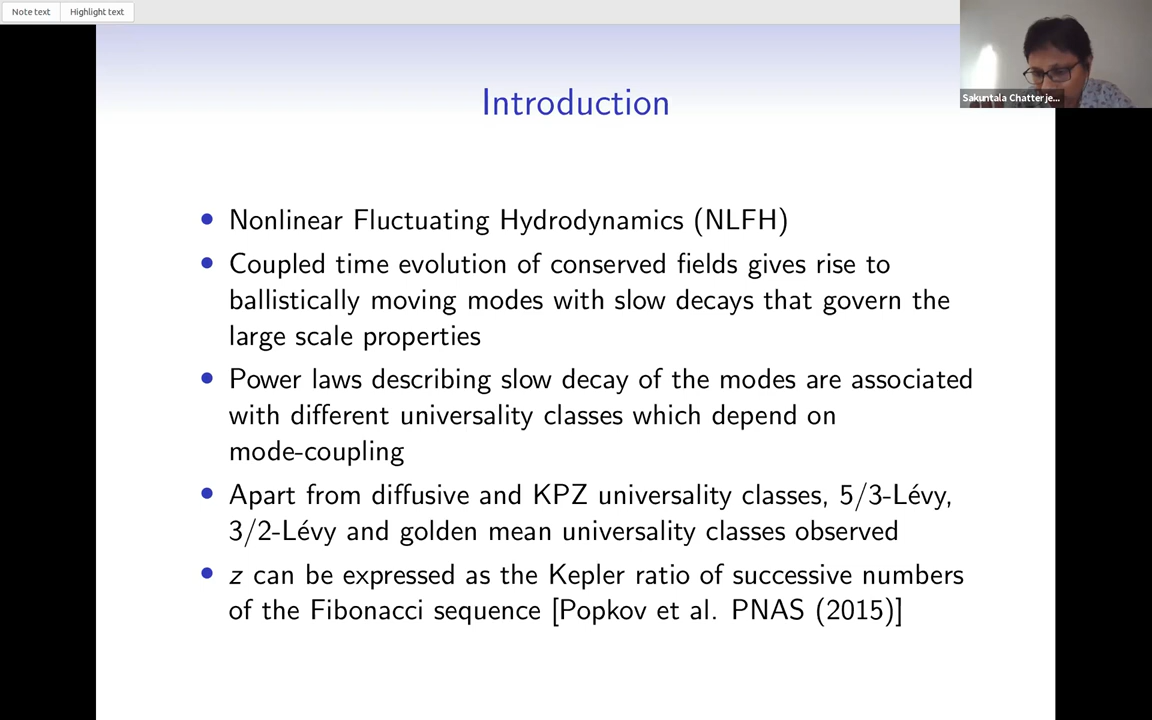 Note text
Highlight text
Sakuntala Chatterje...
Introduction
Nonlinear Fluctuating Hydrodynamics (NLFH)
Coupled time evolution of conserved fields gives rise to
ballistically moving modes with slow decays that govern the
large scale properties
Power laws describing slow decay of the modes are associated
with different universality classes which depend on
mode-coupling
Apart from diffusive and KPZ universality classes, 5/3-Lévy,
3/2-Lévy and golden mean universality classes observed
z can be expressed as the Kepler ratio of successive numbers
of the Fibonacci sequence [Popkov et al. PNAS (2015)]